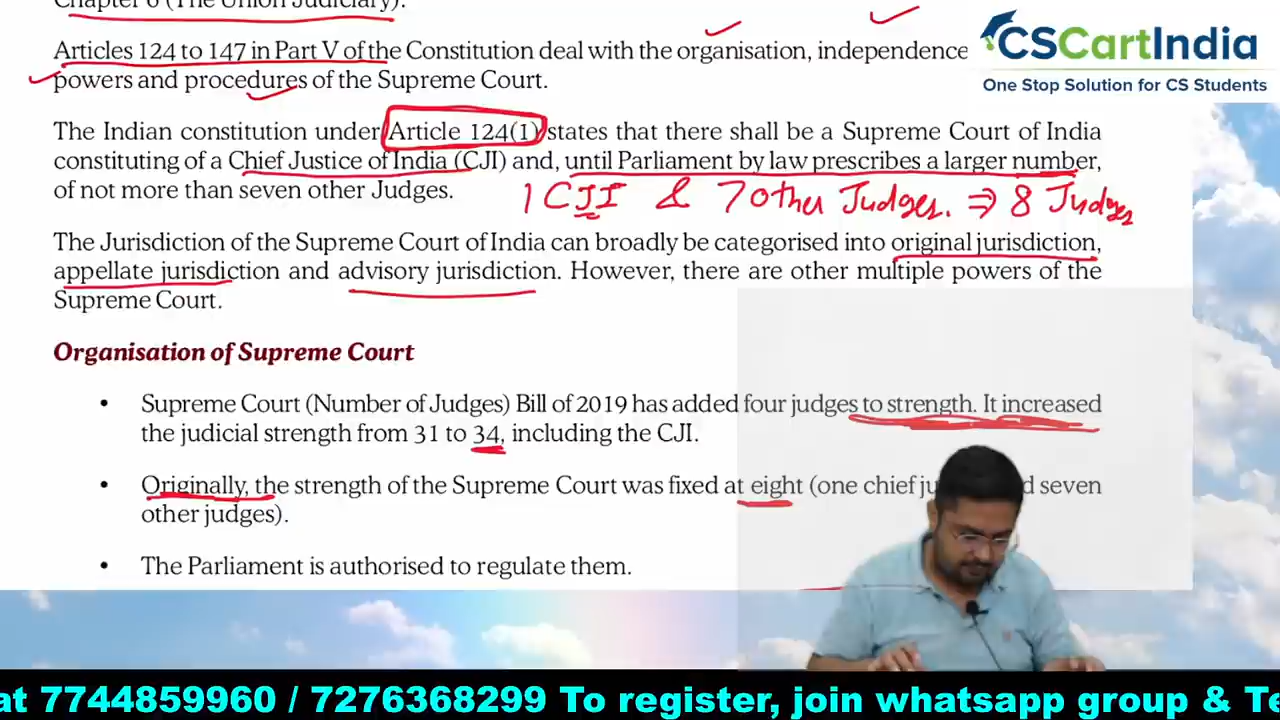 Chapter 6 (The Union Judiciary).
CSCartIndia
One Stop Solution for CS Students
Articles 124 to 147 in Part V of the Constitution deal with the organisation, independence
powers and procedures of the Supreme Court.
The Indian constitution under Article 124(1) states that there shall be a Supreme Court of India
constituting of a Chief Justice of India (CJI) and, until Parliament by law prescribes a larger number,
of not more than seven other Judges.
1 CJI & 7 other Judges. ⇒ 8 Judges
The Jurisdiction of the Supreme Court of India can broadly be categorised into original jurisdiction,
appellate jurisdiction and advisory jurisdiction. However, there are other multiple powers of the
Supreme Court.
Organisation of Supreme Court
• Supreme Court (Number of Judges) Bill of 2019 has added four judges to strength. It increased
the judicial strength from 31 to 34, including the CJI.
• Originally, the strength of the Supreme Court was fixed at eight (one chief seven
other judges).
• The Parliament is authorised to regulate them.
at 7744859960 / 7276368299 To register, join whatsapp group &